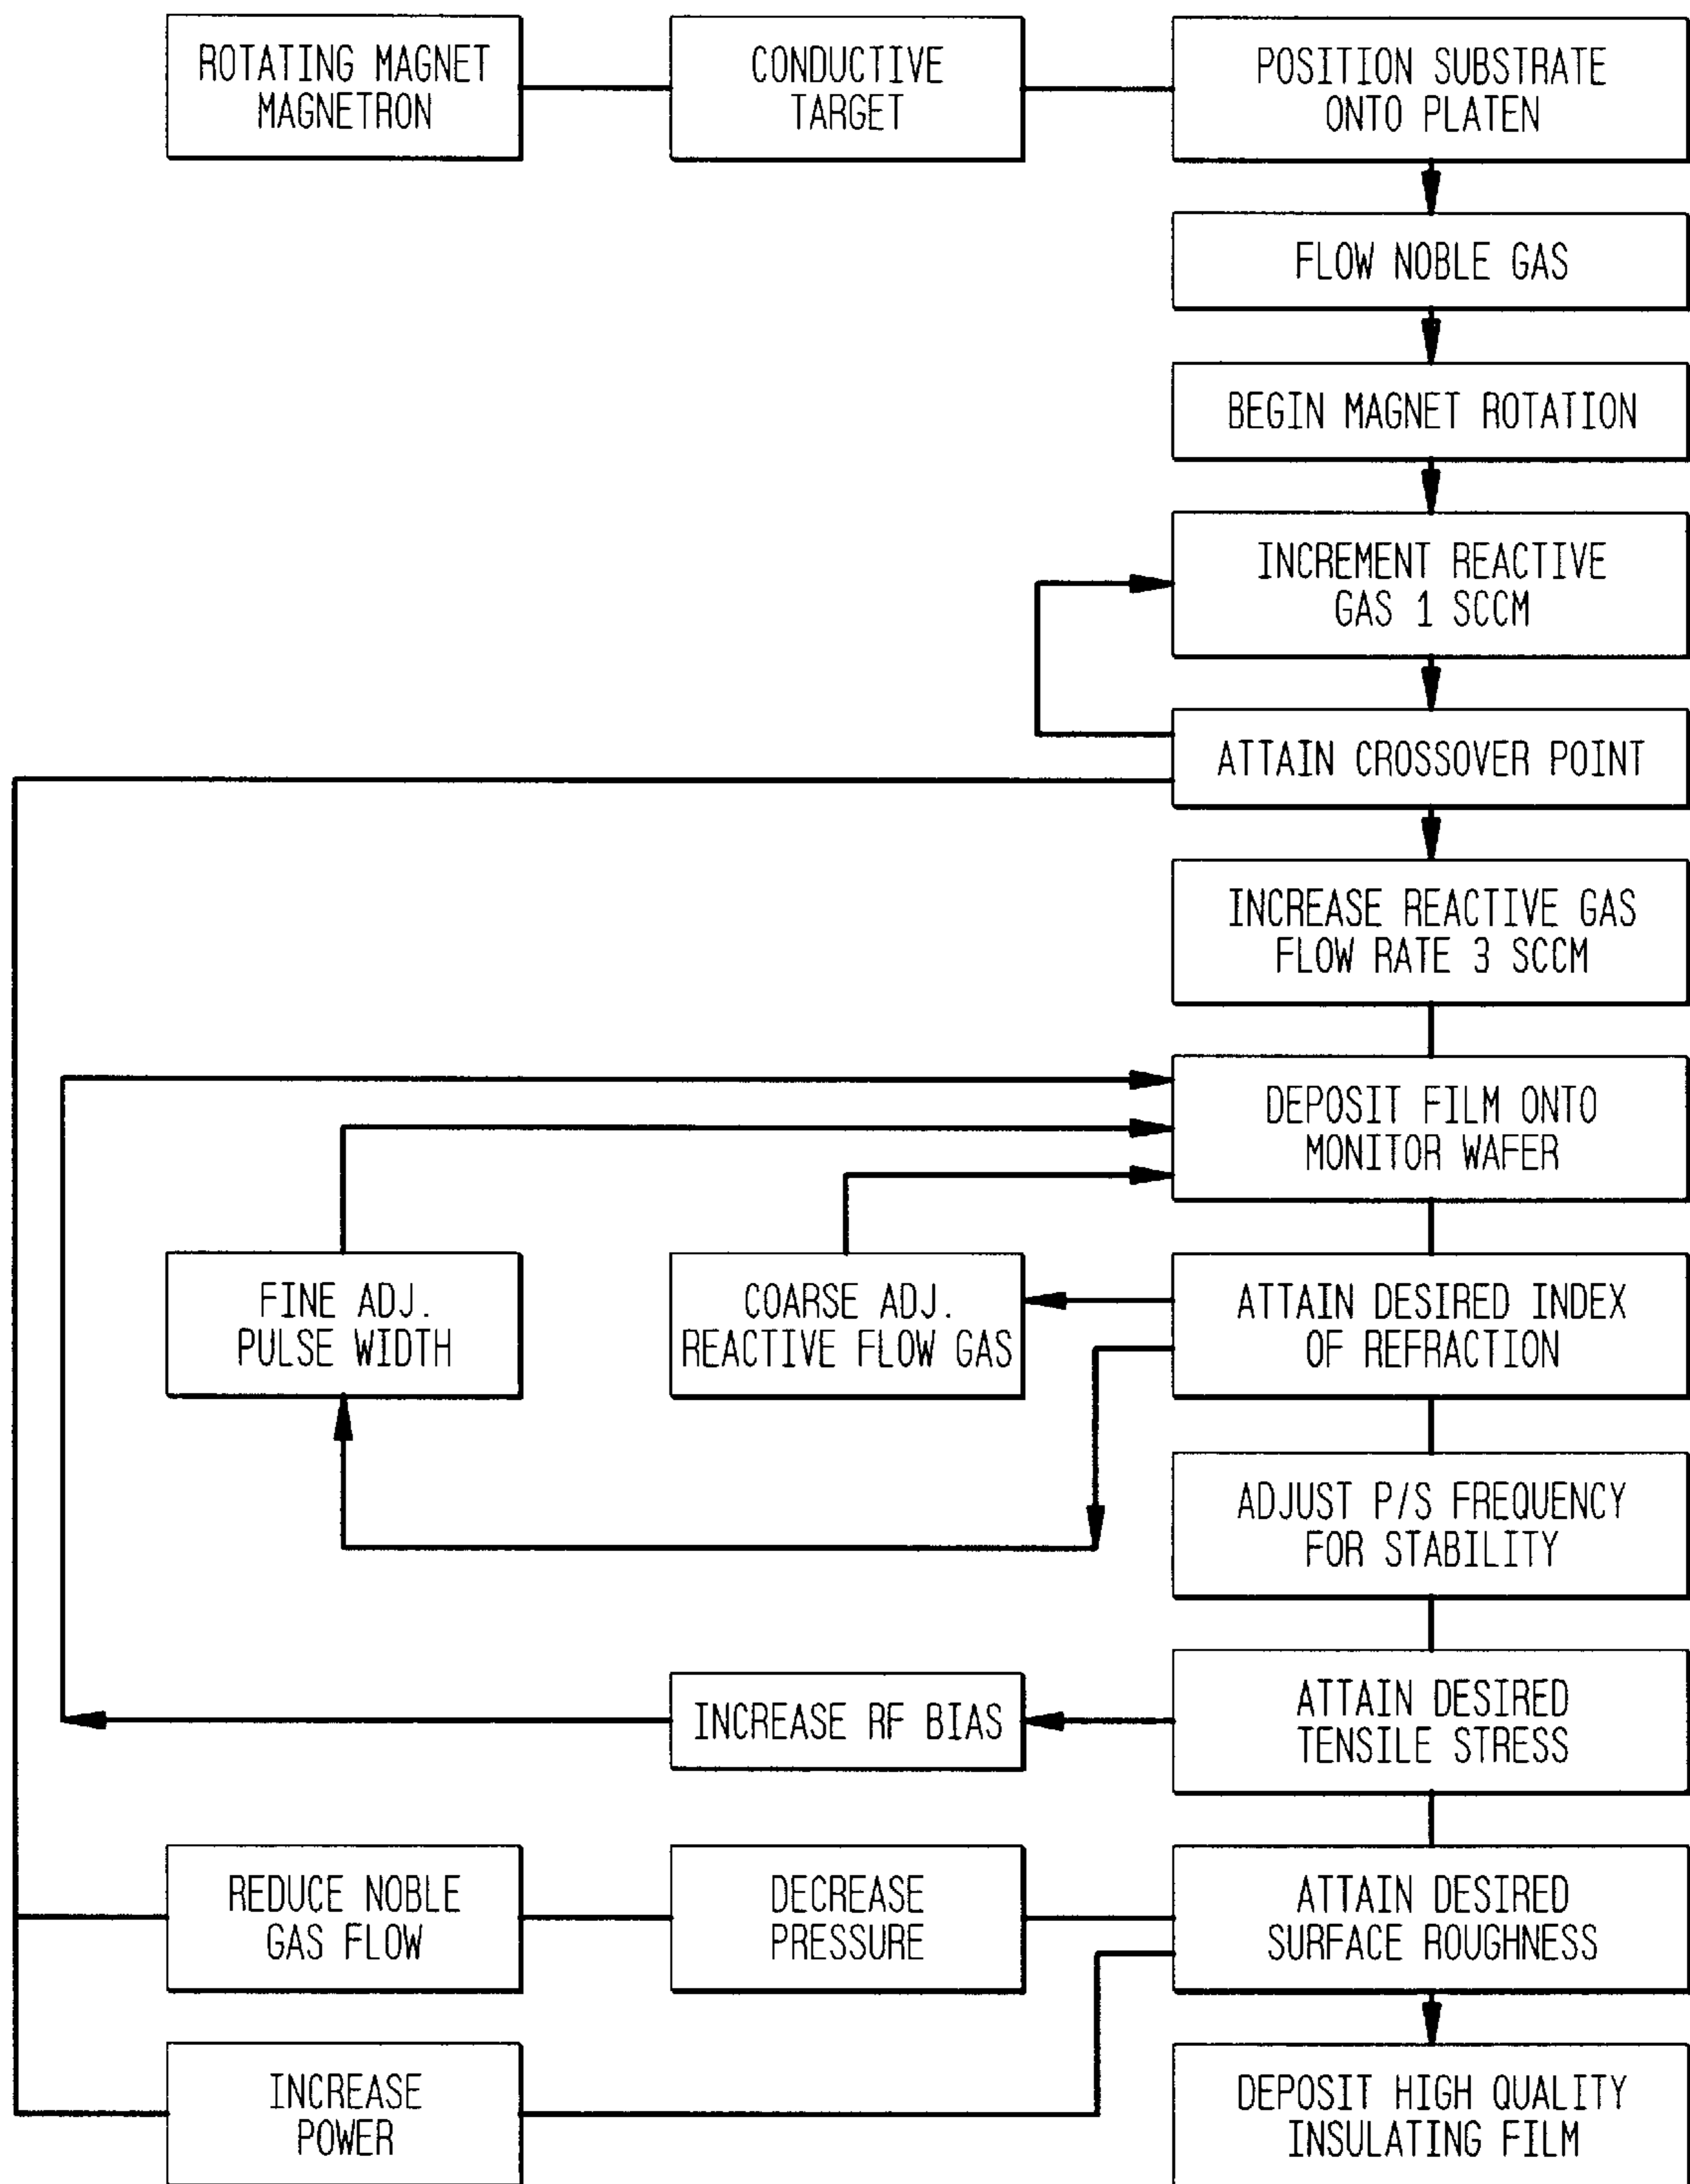 ROTATING MAGNET
MAGNETRON
CONDUCTIVE
TARGET
POSITION SUBSTRATE
ONTO PLATEN
FLOW NOBLE GAS
BEGIN MAGNET ROTATION
INCREMENT REACTIVE
GAS 1 SCCM
ATTAIN CROSSOVER POINT
INCREASE REACTIVE GAS
FLOW RATE 3 SCCM
DEPOSIT FILM ONTO
MONITOR WAFER
FINE ADJ.
PULSE WIDTH
COARSE ADJ.
REACTIVE FLOW GAS
ATTAIN DESIRED INDEX
OF REFRACTION
ADJUST P/S FREQUENCY
FOR STABILITY
INCREASE RF BIAS
ATTAIN DESIRED
TENSILE STRESS
REDUCE NOBLE
GAS FLOW
DECREASE
PRESSURE
ATTAIN DESIRED
SURFACE ROUGHNESS
INCREASE
POWER
DEPOSIT HIGH QUALITY
INSULATING FILM